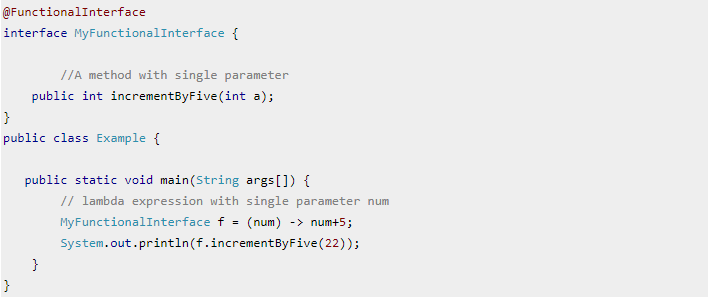 @FunctionalInterface
interface MyFunctionalInterface {
//A method with single parameter
public int incrementByFive(int a);
}
public class Example {
public static void main(String args[]) {
// lambda expression with single parameter num
MyFunctionalInterface f = (num) -> num+5;
System.out.println(f.incrementByFive(22));
}
}